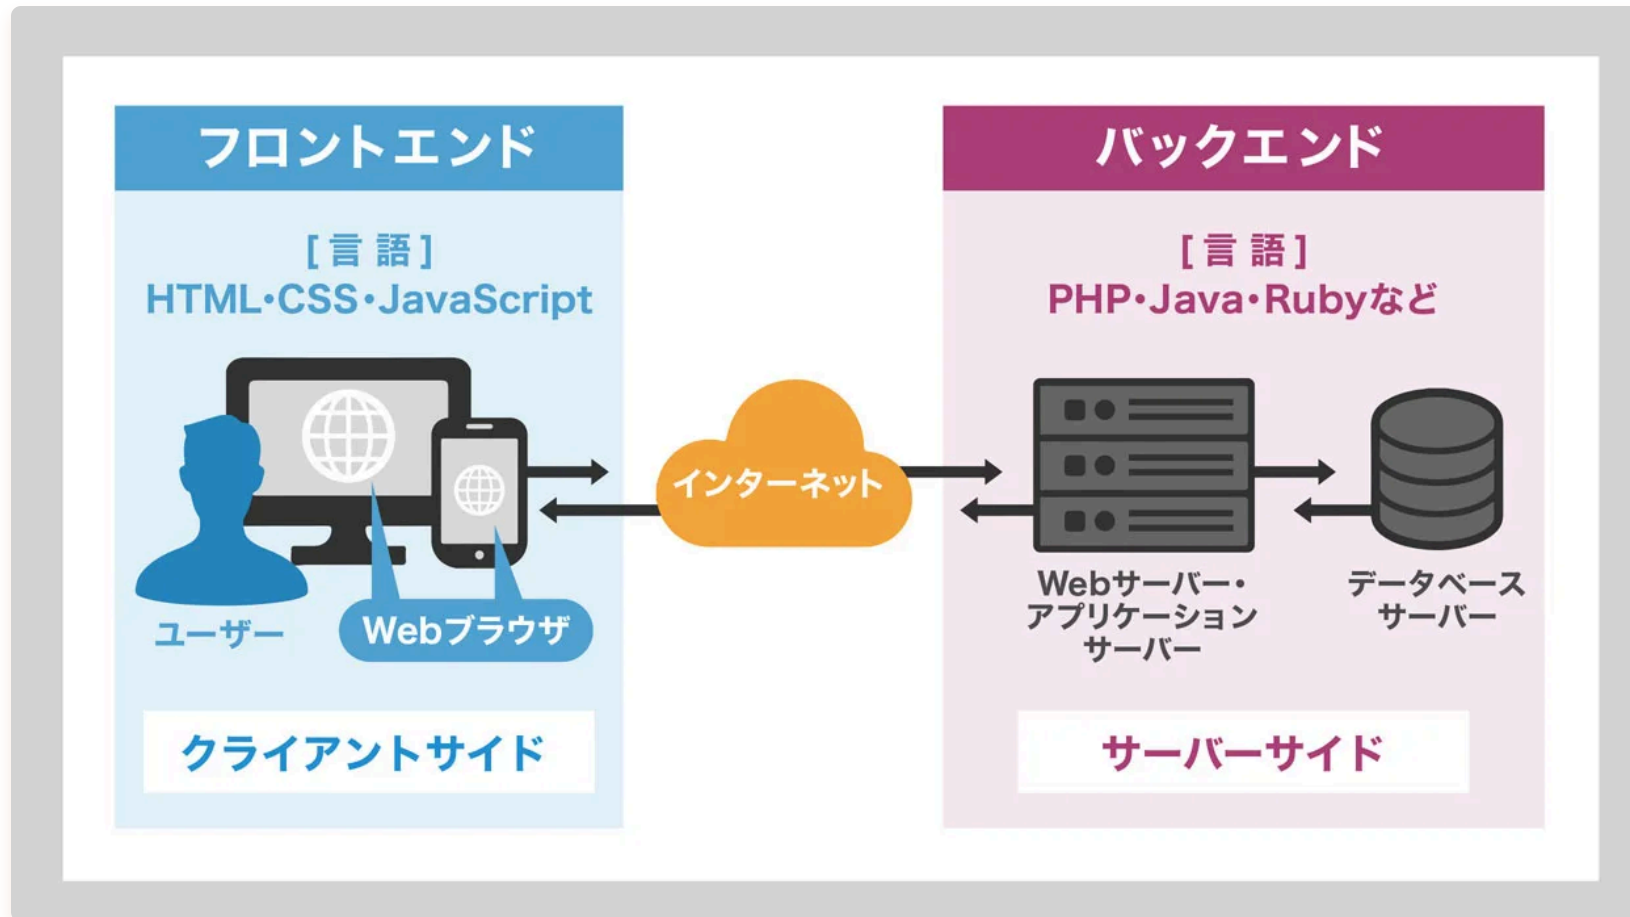 フロントエンド
[言語]
HTML・CSS・JavaScript
ユーザー
Webブラウザ
クライアントサイド
インターネット
バックエンド
[言語]
PHP・Java・Rubyなど
Webサーバー・
アプリケーション
サーバー
データベース
サーバー
サーバーサイド